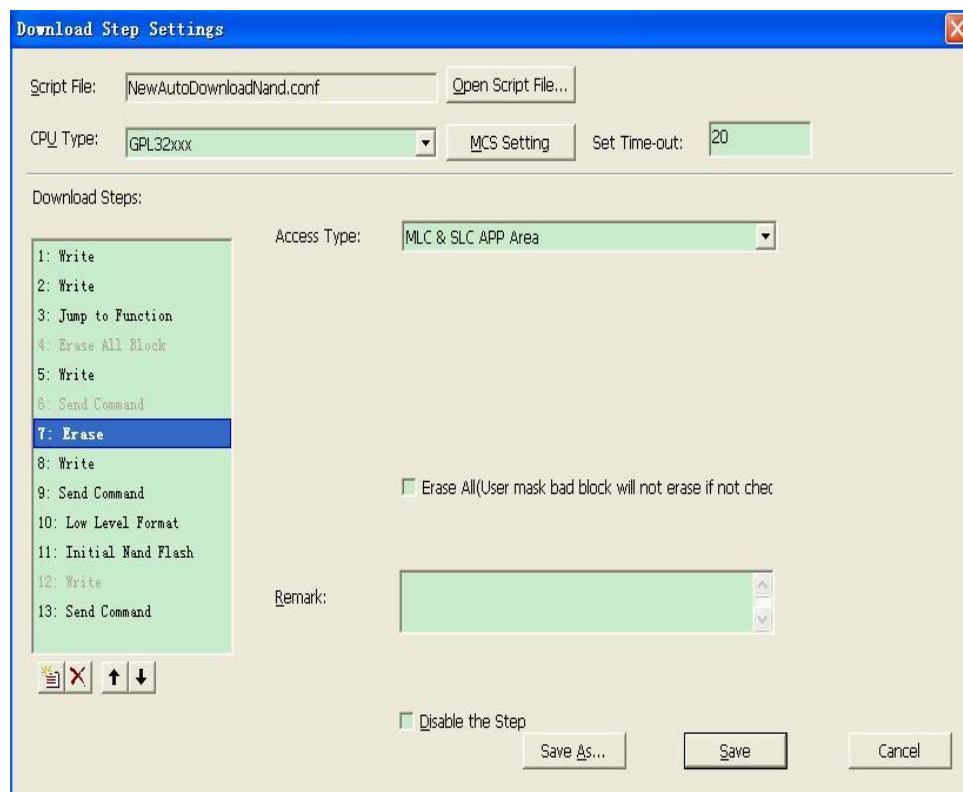 Download Step Settings
Script File: NewAutoDownloadNand.conf Open Script File...
CPU Type: GPL32xxx MCS Setting Set Time-out: 20
Download Steps:
Access Type: MLC & SLC APP Area
1: Write
2: Write
3: Jump to Function
4: Erase All Block
5: Write
6: Send Command
7: Erase
8: Write
9: Send Command
10: Low Level Format
11: Initial Nand Flash
12: Write
13: Send Command
Erase All(User mask bad block will not erase if not chec
Remark:
Disable the Step
Save As... Save Cancel